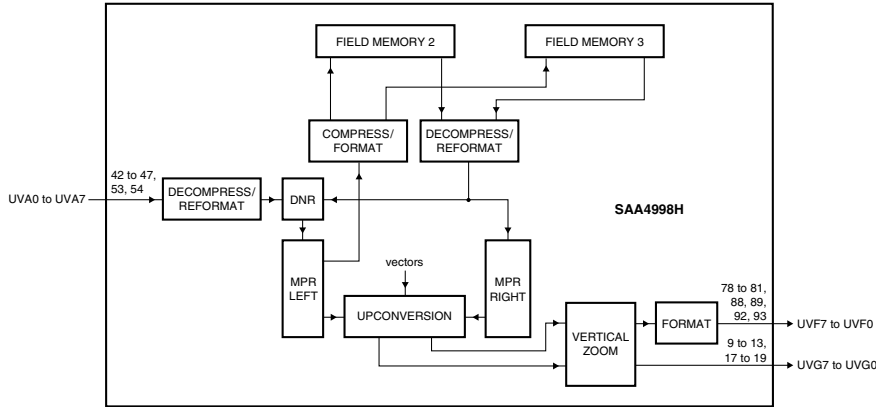 FIELD MEMORY 2
FIELD MEMORY 3
COMPRESS/
FORMAT
DECOMPRESS/
REFORMAT
42 to 47,
53, 54
UVA0 to UVA7
DECOMPRESS/
REFORMAT
DNR
SAA4998H
MPR
LEFT
vectors
MPR
RIGHT
UPCONVERSION
VERTICAL
ZOOM
FORMAT
78 to 81,
88, 89,
92, 93
UVF7 to UVF0
9 to 13,
17 to 19
UVG7 to UVG0